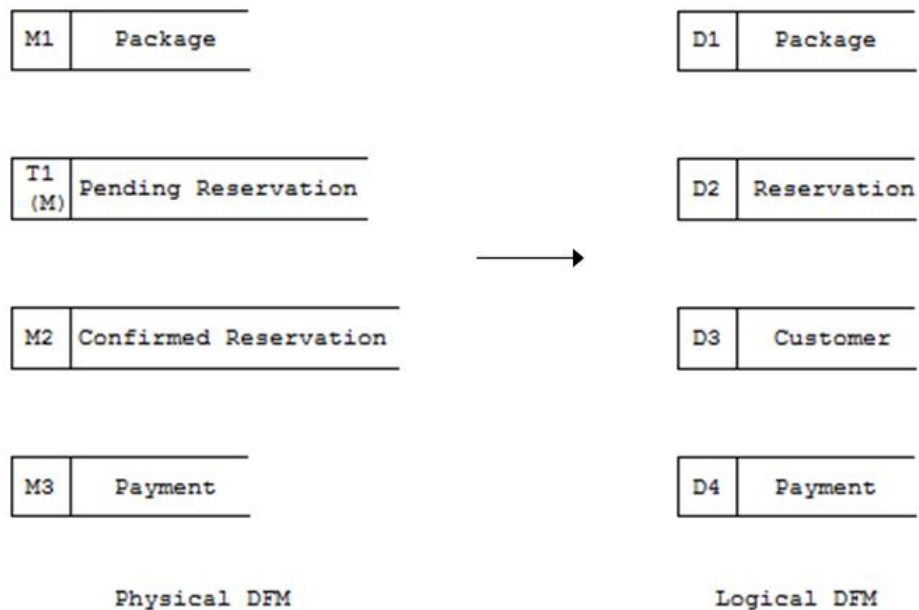 M1 Package
D1 Package
T1 (M) Pending Reservation
D2 Reservation
M2 Confirmed Reservation
D3 Customer
M3 Payment
D4 Payment
Physical DFM
Logical DFM